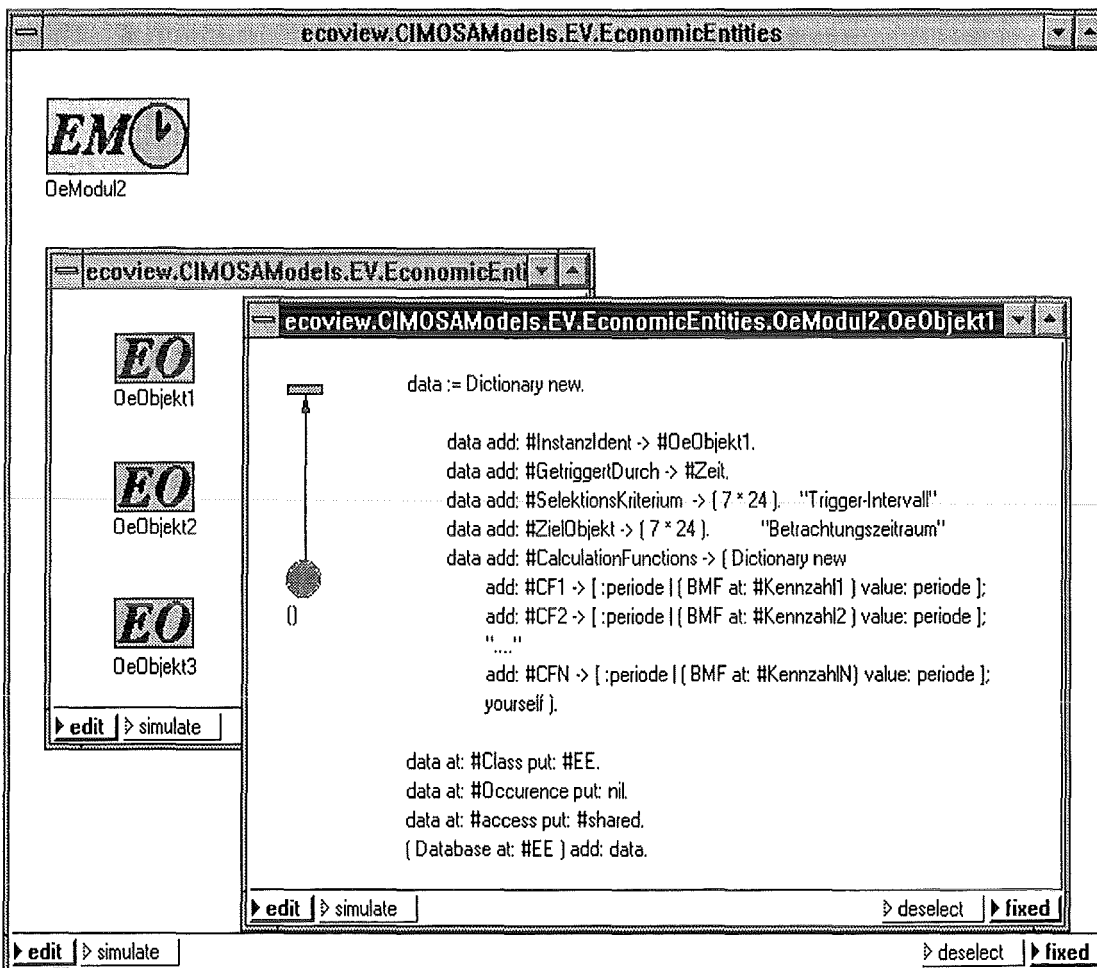 ecoview.CIMOSAModels.EV.EconomicEntities
EM
OeModul2
ecoview.CIMOSAModels.EV.EconomicEnti
EO
OeObjekt1
EO
OeObjekt2
EO
OeObjekt3
edit simulate
ecoview.CIMOSAModels.EV.EconomicEntities.OeModul2.OeObjekt1
()
data := Dictionary new.
data add: #InstanzIdent -> #OeObjekt1.
data add: #GetriggertDurch -> #Zeit.
data add: #SelektionsKriterium -> ( 7 * 24 ). "Trigger-Intervall"
data add: #ZielObjekt -> ( 7 * 24 ). "Betrachtungszeitraum"
data add: #CalculationFunctions -> ( Dictionary new
add: #CF1 -> [ :periode | ( BMF at: #Kennzahl1 ) value: periode ];
add: #CF2 -> [ :periode | ( BMF at: #Kennzahl2 ) value: periode ];
"...."
add: #CFN -> [ :periode | ( BMF at: #KennzahlN) value: periode ];
yourself ).
data at: #Class put: #EE.
data at: #Occurence put: nil.
data at: #access put: #shared.
( Database at: #EE ) add: data.
edit simulate deselect fixed
edit simulate deselect fixed